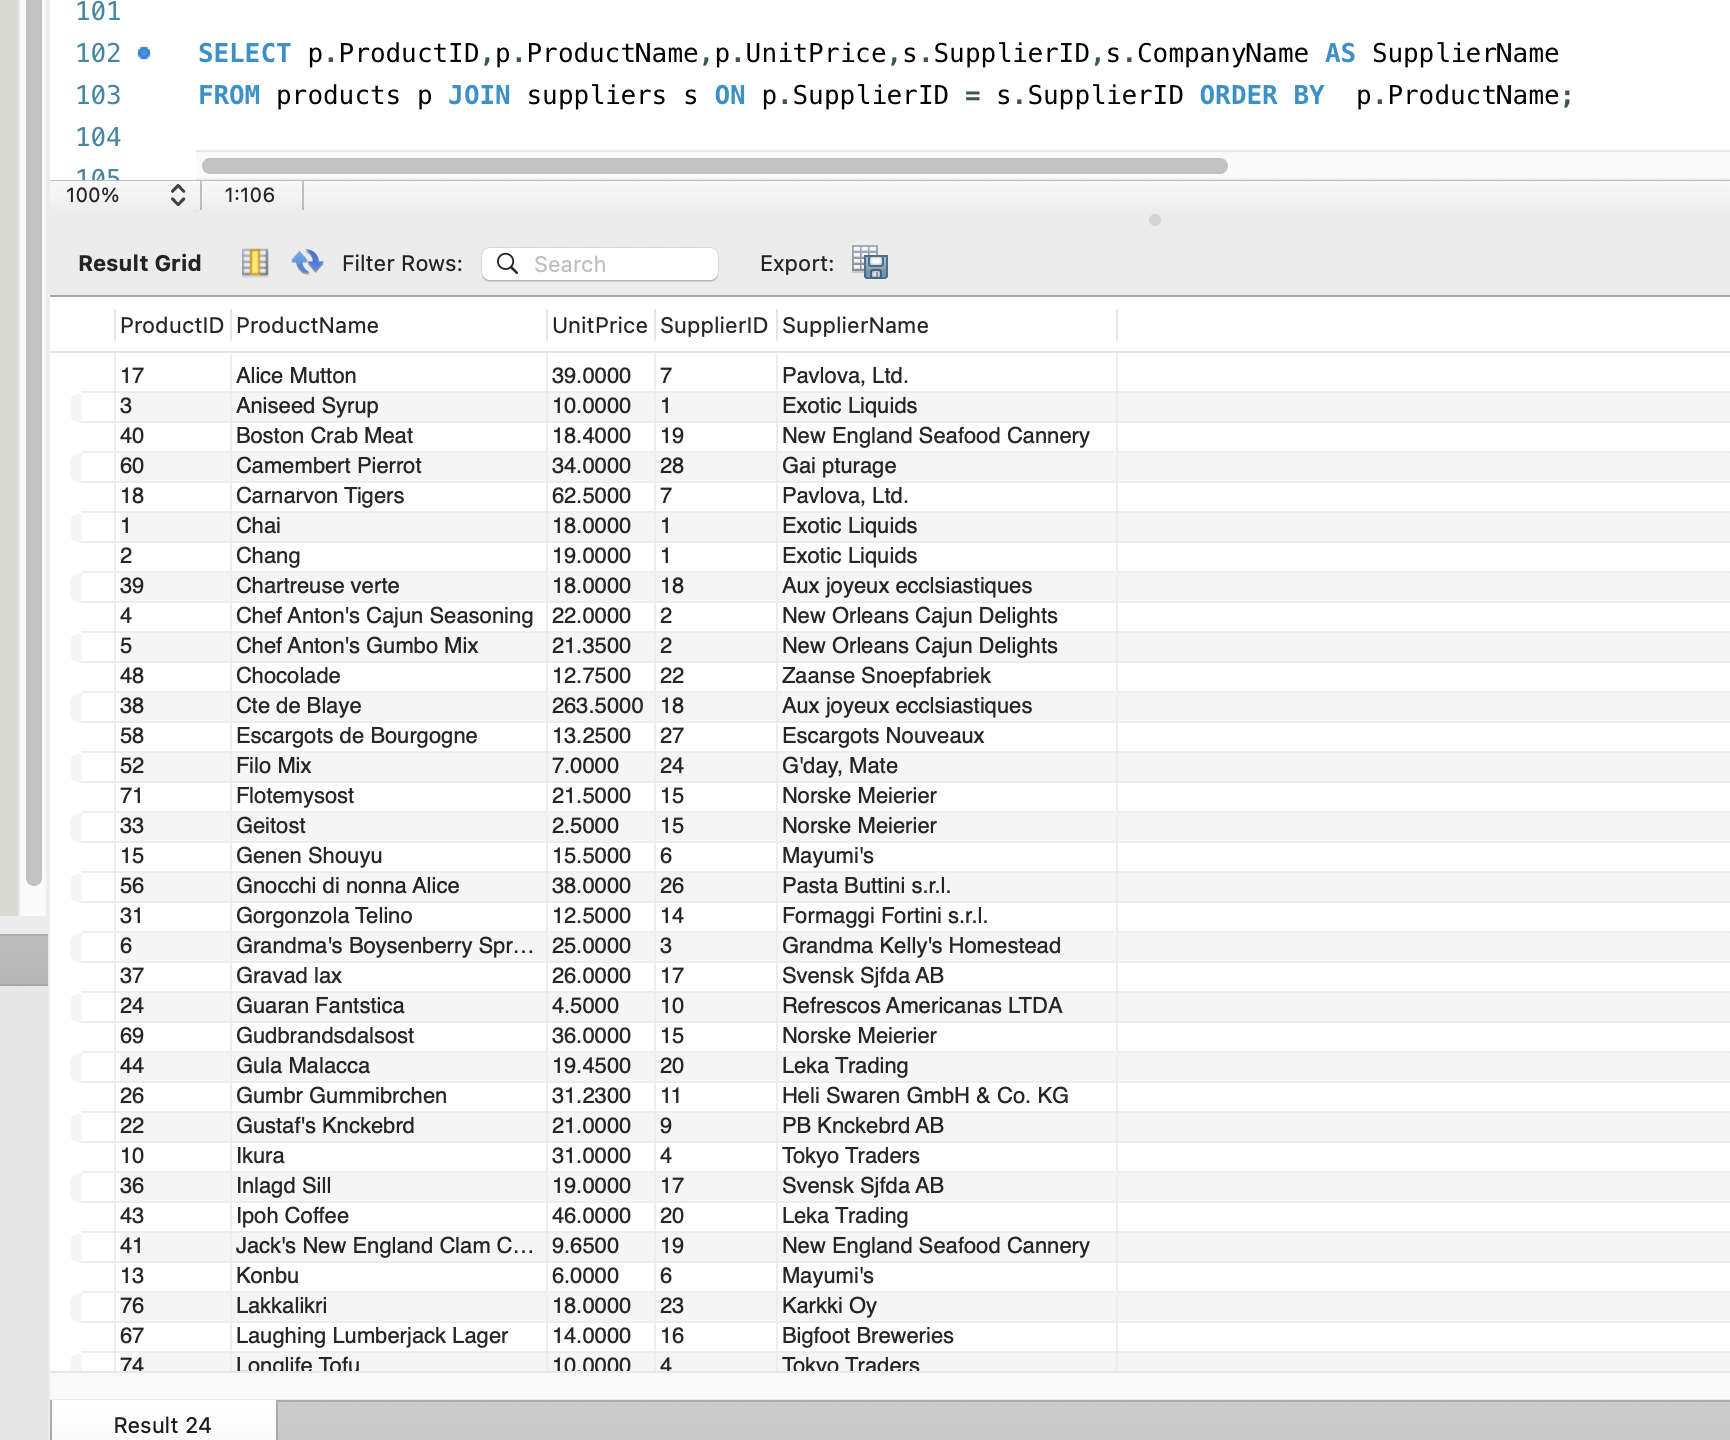 101
102 SELECT p.ProductID,p.ProductName,p.UnitPrice,s.SupplierID,s.CompanyName AS SupplierName
103 FROM products p JOIN suppliers s ON p.SupplierID = s.SupplierID ORDER BY p.ProductName;
104
105
100% 1:106
Result Grid Filter Rows: Search Export:
ProductID ProductName UnitPrice SupplierID SupplierName
17 Alice Mutton 39.0000 7 Pavlova, Ltd.
3 Aniseed Syrup 10.0000 1 Exotic Liquids
40 Boston Crab Meat 18.4000 19 New England Seafood Cannery
60 Camembert Pierrot 34.0000 28 Gai pturage
18 Carnarvon Tigers 62.5000 7 Pavlova, Ltd.
1 Chai 18.0000 1 Exotic Liquids
2 Chang 19.0000 1 Exotic Liquids
39 Chartreuse verte 18.0000 18 Aux joyeux ecclsiastiques
4 Chef Anton's Cajun Seasoning 22.0000 2 New Orleans Cajun Delights
5 Chef Anton's Gumbo Mix 21.3500 2 New Orleans Cajun Delights
48 Chocolade 12.7500 22 Zaanse Snoepfabriek
38 Cte de Blaye 263.5000 18 Aux joyeux ecclsiastiques
58 Escargots de Bourgogne 13.2500 27 Escargots Nouveaux
52 Filo Mix 7.0000 24 G'day, Mate
71 Flotemysost 21.5000 15 Norske Meierier
33 Geitost 2.5000 15 Norske Meierier
15 Genen Shouyu 15.5000 6 Mayumi's
56 Gnocchi di nonna Alice 38.0000 26 Pasta Buttini s.r.l.
31 Gorgonzola Telino 12.5000 14 Formaggi Fortini s.r.l.
6 Grandma's Boysenberry Spr... 25.0000 3 Grandma Kelly's Homestead
37 Gravad lax 26.0000 17 Svensk Sjfda AB
24 Guaran Fantstica 4.5000 10 Refrescos Americanas LTDA
69 Gudbrandsdalsost 36.0000 15 Norske Meierier
44 Gula Malacca 19.4500 20 Leka Trading
26 Gumbr Gummibrchen 31.2300 11 Heli Swaren GmbH & Co. KG
22 Gustaf's Knckebrd 21.0000 9 PB Knckebrd AB
10 Ikura 31.0000 4 Tokyo Traders
36 Inlagd Sill 19.0000 17 Svensk Sjfda AB
43 Ipoh Coffee 46.0000 20 Leka Trading
41 Jack's New England Clam C... 9.6500 19 New England Seafood Cannery
13 Konbu 6.0000 6 Mayumi's
76 Lakkalikri 18.0000 23 Karkki Oy
67 Laughing Lumberjack Lager 14.0000 16 Bigfoot Breweries
74 Longlife Tofu 10.0000 4 Tokyo Traders
Result 24